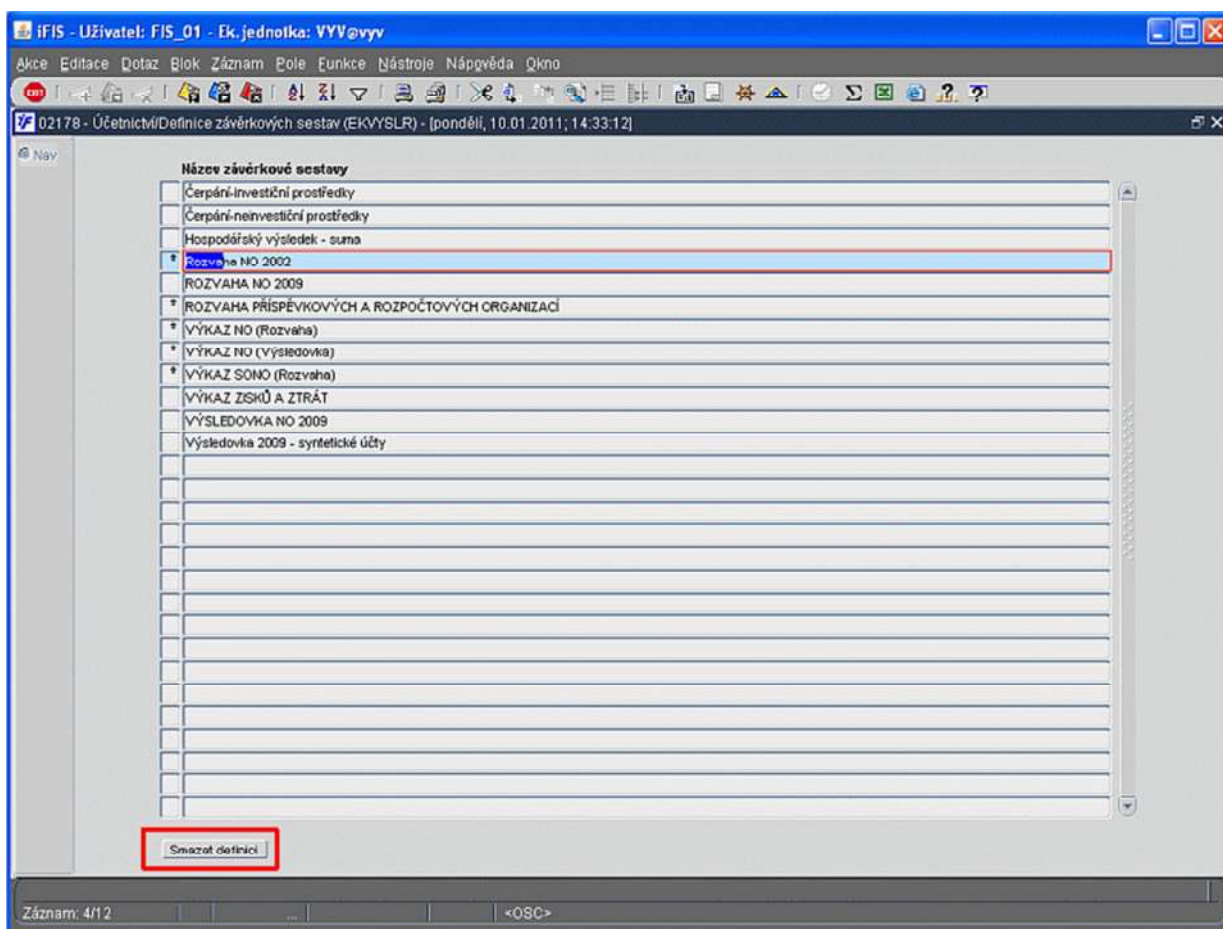 iFIS - Uživatel: FIS_01 - Ek. jednotka: VYV@vyv
Akce Editace Dotaz Blok Záznam Pole Funkce Nástroje Nápověda Okno
EXIT
02178 - Účetnictví/Definice závěrkových sestav (EKVYSLR) - [pondělí, 10.01.2011; 14:33:12]
Nav
Název závěrkové sestavy
Čerpání-investiční prostředky
Čerpání-neinvestiční prostředky
Hospodářský výsledek - suma
* Rozvaha NO 2002
ROZVAHA NO 2009
* ROZVAHA PŘÍSPĚVKOVÝCH A ROZPOČTOVÝCH ORGANIZACÍ
* VÝKAZ NO (Rozvaha)
* VÝKAZ NO (Výsledovka)
* VÝKAZ SONO (Rozvaha)
VÝKAZ ZISKŮ A ZTRÁT
VÝSLEDOVKA NO 2009
Výsledovka 2009 - syntetické účty
Smazat definici
Záznam: 4/12 ... <OSC>